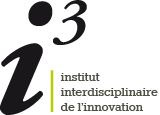 i3
institut
interdisciplinaire
de l'innovation